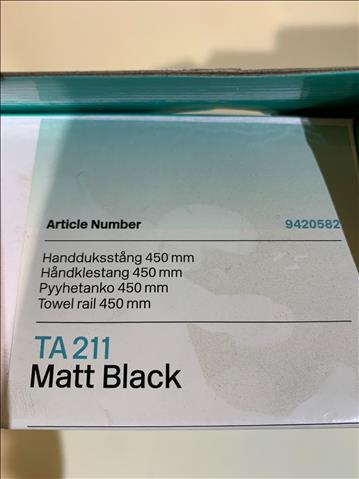 Article Number 9420582
Handduksstång 450 mm
Håndklestang 450 mm
Pyyhetanko 450 mm
Towel rail 450 mm
TA 211
Matt Black